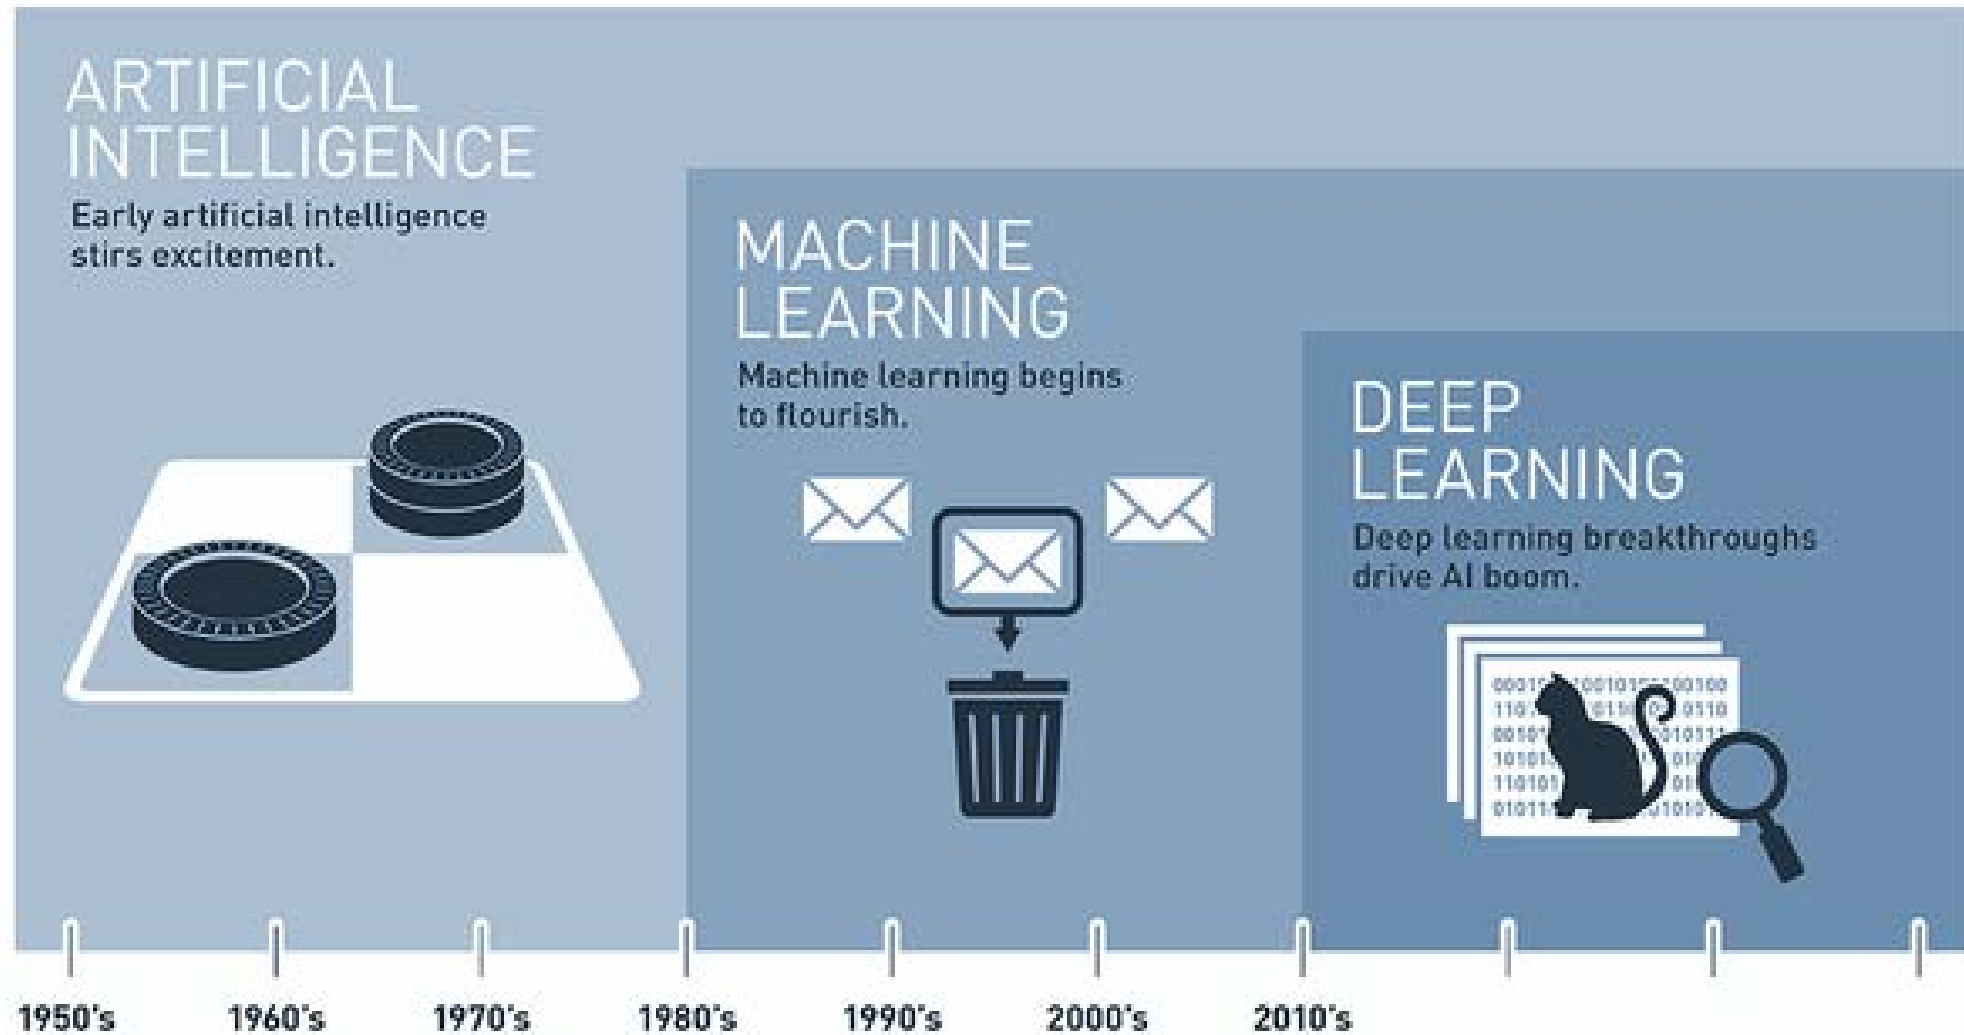 ARTIFICIAL
INTELLIGENCE
Early artificial intelligence
stirs excitement.
MACHINE
LEARNING
Machine learning begins
to flourish.
DEEP
LEARNING
Deep learning breakthroughs
drive AI boom.
1950's 1960's 1970's 1980's 1990's 2000's 2010's